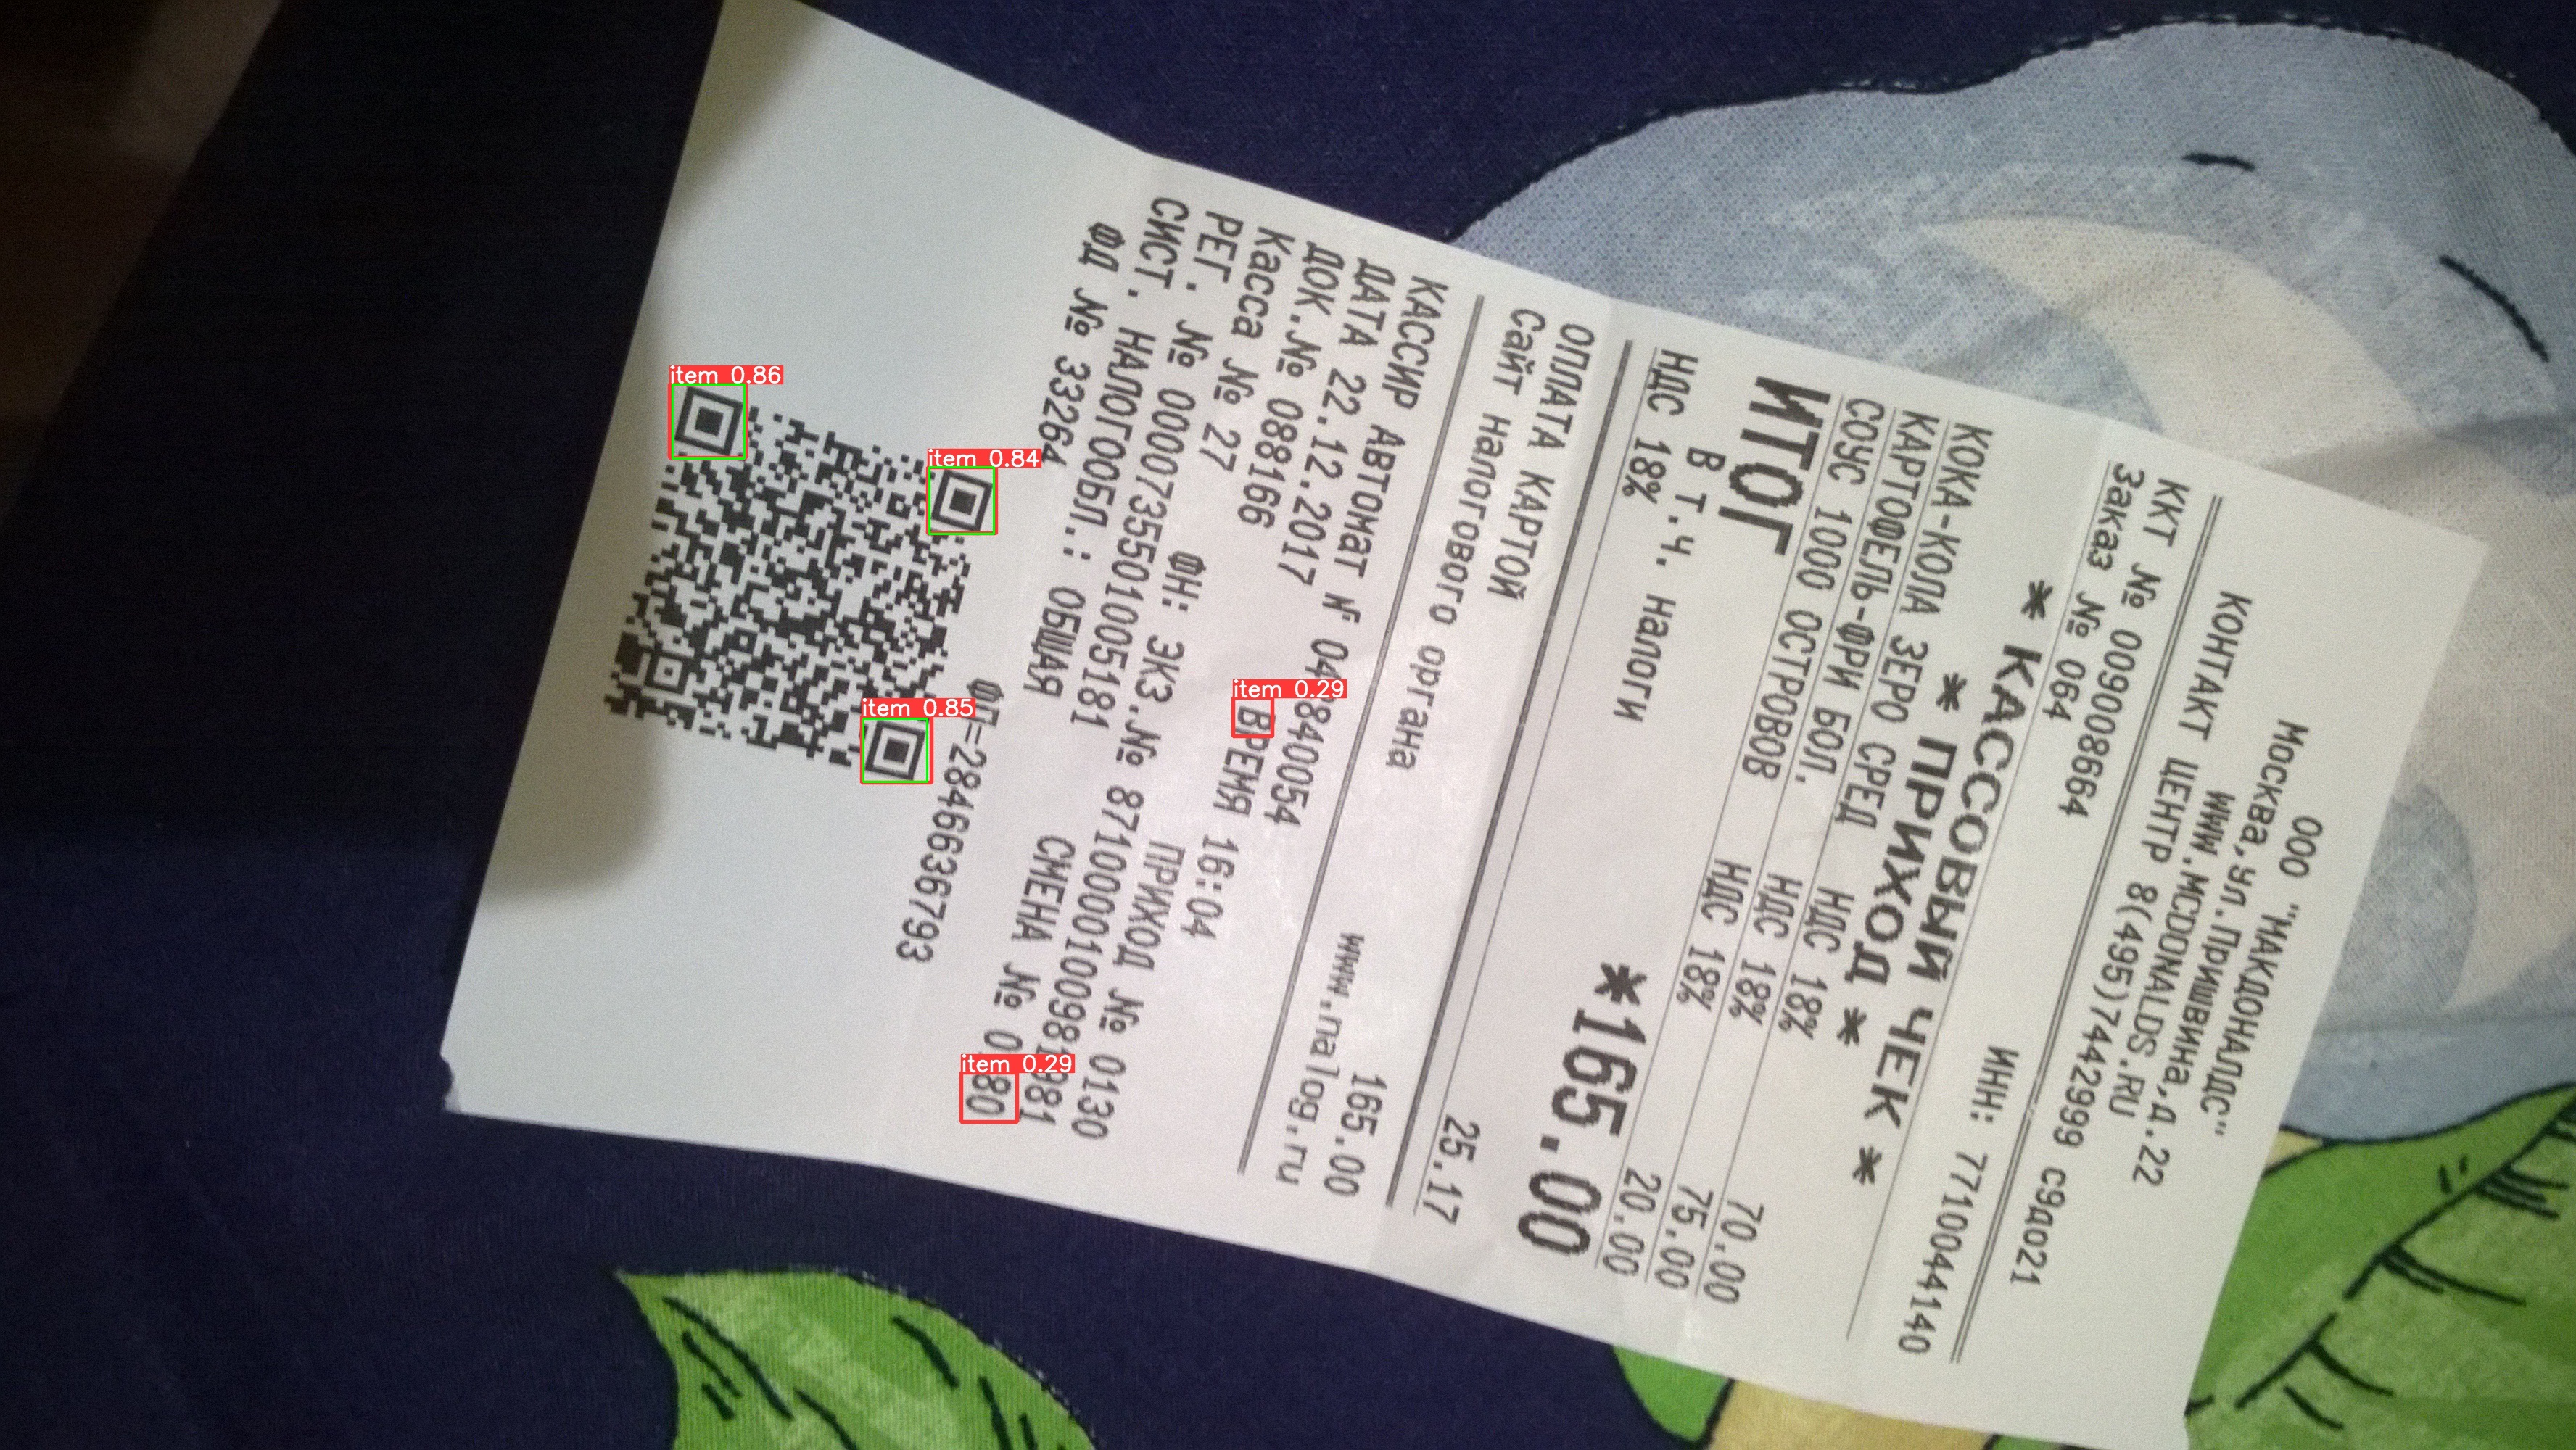 ООО "МАКДОНАЛДС"
Москва,ул.Пришвина,д.22
WWW.MCDONALDS.RU
КОНТАКТ ЦЕНТР 8(495)7442999 с9до21
ККТ № 0090008664 ИНН: 7710044140
Заказ № 064
* КАССОВЫЙ ЧЕК *
* ПРИХОД *
КОКА-КОЛА ЗЕРО СРЕД НДС 18% 70.00
КАРТОФЕЛЬ-ФРИ БОЛ. НДС 18% 75.00
СОУС 1000 ОСТРОВОВ НДС 18% 20.00
ИТОГ *165.00
В Т.Ч. налоги
НДС 18% 25.17
ОПЛАТА КАРТОЙ 165.00
Сайт налогового органа www.nalog.ru
КАССИР АВТОМАТ N 840054
ДАТА 22.12.2017 ВРЕМЯ 16:04
ДОК.№ 088166 ПРИХОД № 0130
Касса № 27 ФН: ЭКЗ.№ 8710000100981981
РЕГ. № 0000735501005181 СМЕНА № 80
СИСТ. НАЛОГООБЛ.: ОБЩАЯ
ФД № 33264 ФП=2846636793
item 0.86
item 0.84
item 0.85
item 0.29
item 0.29